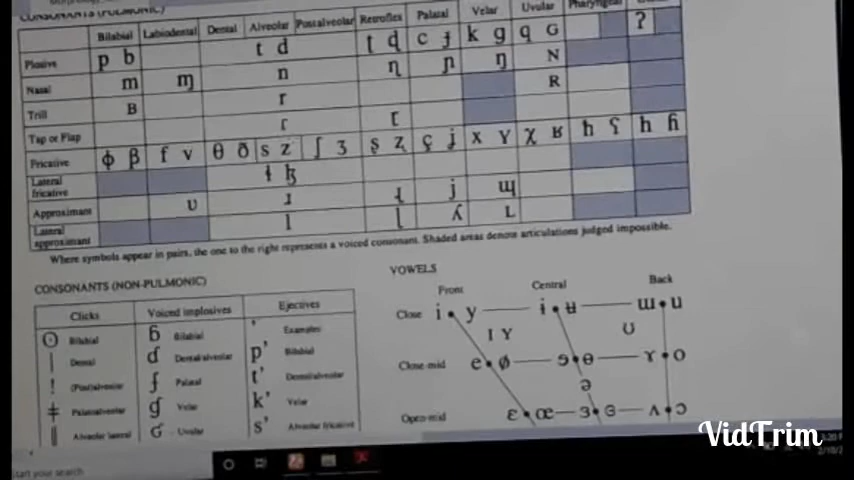 CONSONANTS (PULMONIC)
Bilabial Labiodental Dental Alveolar Postalveolar Retroflex Palatal Velar Uvular Pharyngeal
Plosive p b t d ʈ ɖ c ɟ k ɡ q ɢ ʔ
Nasal m ɱ n ɳ ɲ ŋ ɴ
Trill ʙ r ʀ
Tap or Flap ɾ ɽ
Fricative ɸ β f v θ ð s z ʃ ʒ ʂ ʐ ç ʝ x ɣ χ ʁ ħ ʕ h ɦ
Lateral fricative ɬ ɮ
Approximant ʋ ɹ ɻ j ɰ
Lateral approximant l ɭ ʎ ʟ
Where symbols appear in pairs, the one to the right represents a voiced consonant. Shaded areas denote articulations judged impossible.
CONSONANTS (NON-PULMONIC)
Clicks Voiced implosives Ejectives
ʘ Bilabial ɓ Bilabial ʼ Examples
ǀ Dental ɗ Dental/alveolar pʼ Bilabial
ǃ (Post)alveolar ʄ Palatal tʼ Dental/alveolar
ǂ Palatoalveolar ɠ Velar kʼ Velar
ǁ Alveolar lateral ʛ Uvular sʼ Alveolar fricative
VOWELS
Front Central Back
Close i y ɨ ʉ ɯ u
ɪ ʏ ʊ
Close-mid e ø ɘ ɵ ɤ o
ə
Open-mid ɛ œ ɜ ɞ ʌ ɔ
VidTrim
start your search